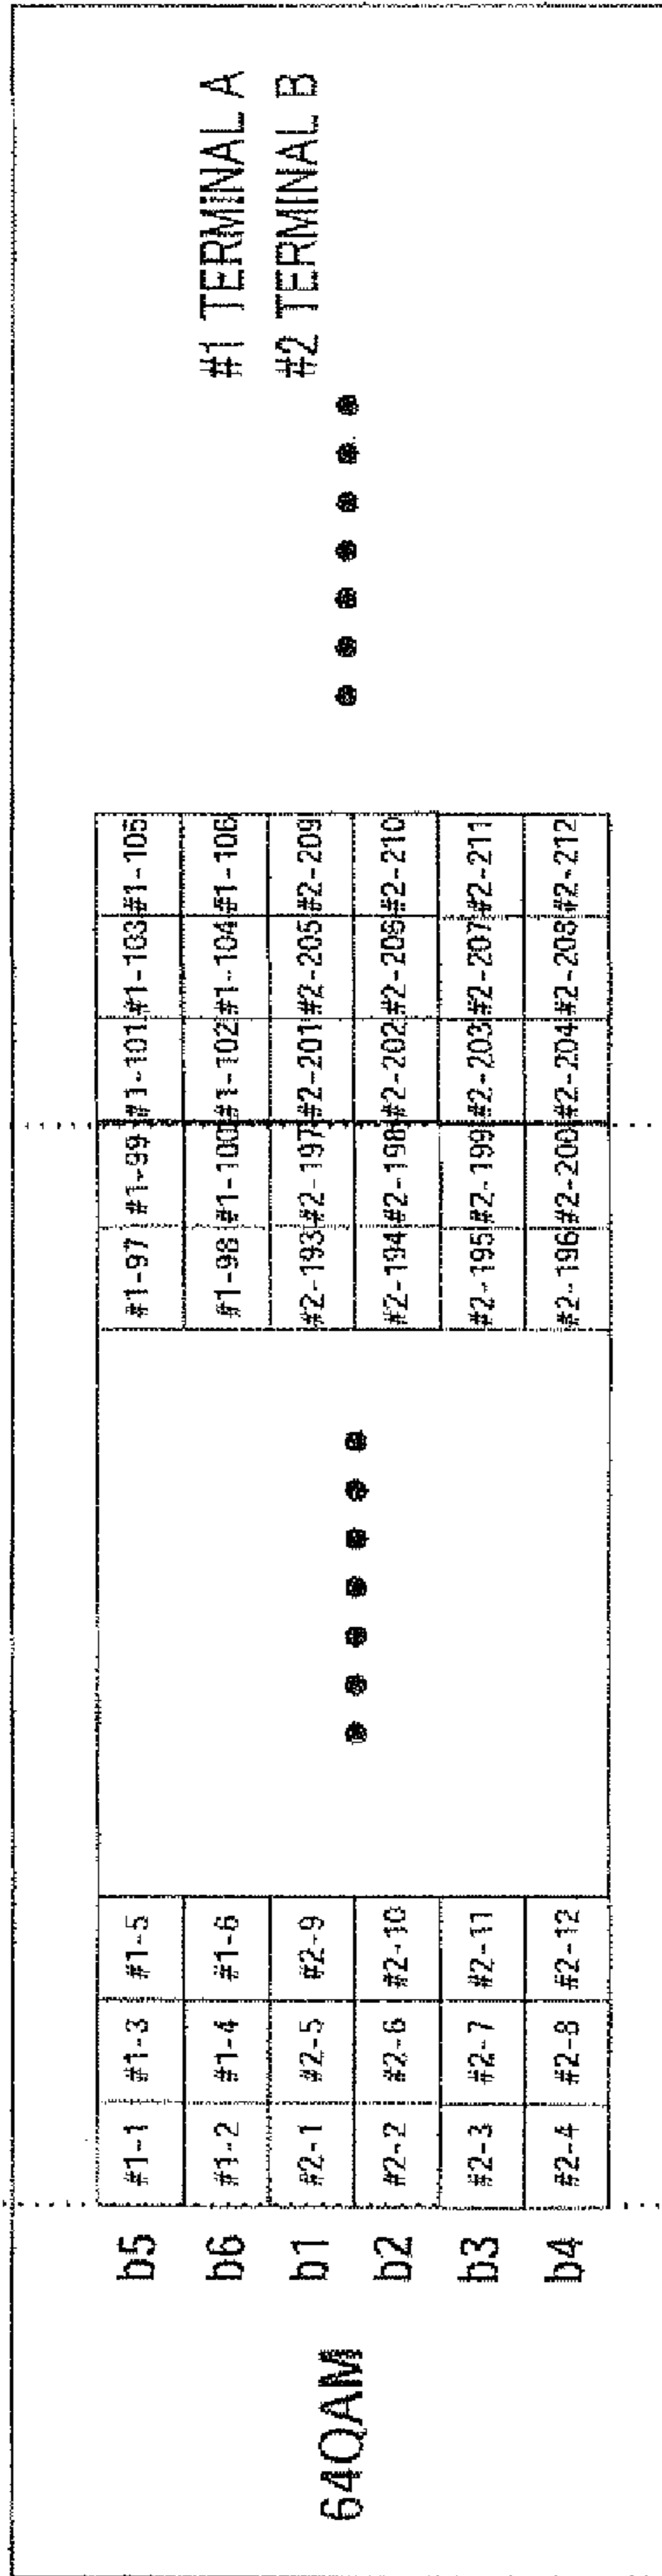 #1 TERMINAL A
#2 TERMINAL B
64QAM
b5 #1-1 #1-3 #1-5 #1-97 #1-99 #1-101 #1-103 #1-105
b6 #1-2 #1-4 #1-6 #1-98 #1-100 #1-102 #1-104 #1-106
b1 #2-1 #2-5 #2-9 #2-193 #2-197 #2-201 #2-205 #2-209
b2 #2-2 #2-6 #2-10 #2-194 #2-198 #2-202 #2-206 #2-210
b3 #2-3 #2-7 #2-11 #2-195 #2-199 #2-203 #2-207 #2-211
b4 #2-4 #2-8 #2-12 #2-196 #2-200 #2-204 #2-208 #2-212